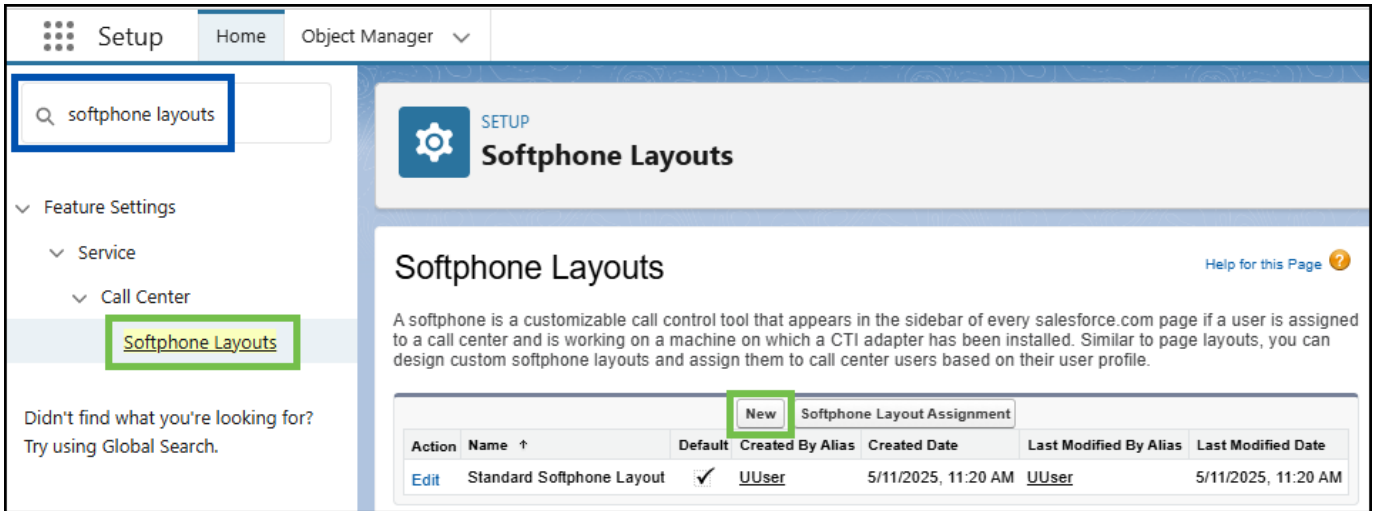 Setup Home Object Manager
softphone layouts
Feature Settings
Service
Call Center
Softphone Layouts
Didn't find what you're looking for?
Try using Global Search.
SETUP
Softphone Layouts
Softphone Layouts
Help for this Page ?
A softphone is a customizable call control tool that appears in the sidebar of every salesforce.com page if a user is assigned
to a call center and is working on a machine on which a CTI adapter has been installed. Similar to page layouts, you can
design custom softphone layouts and assign them to call center users based on their user profile.
New Softphone Layout Assignment
Action Name ↑ Default Created By Alias Created Date Last Modified By Alias Last Modified Date
Edit Standard Softphone Layout ✓ UUser 5/11/2025, 11:20 AM UUser 5/11/2025, 11:20 AM